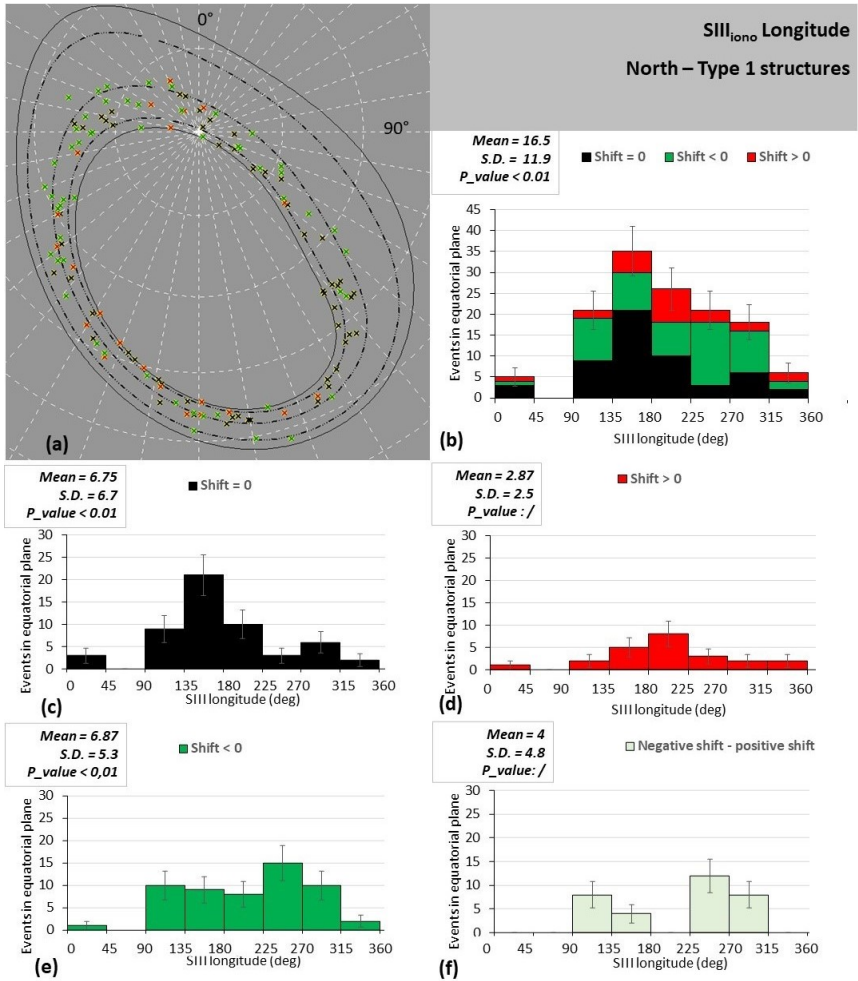 0°
90°
(a)
SIIIiono Longitude
North – Type 1 structures
Mean = 16.5
S.D. = 11.9
P_value < 0.01
Shift = 0 Shift < 0 Shift > 0
Events in equatorial plane
45
40
35
30
25
20
15
10
5
0
0 45 90 135 180 225 270 315 360
SIII longitude (deg)
(b)
Mean = 6.75
S.D. = 6.7
P_value < 0.01
Shift = 0
Events in equatorial plane
30
25
20
15
10
5
0
0 45 90 135 180 225 270 315 360
SIII longitude (deg)
(c)
Mean = 2.87
S.D. = 2.5
P_value : /
Shift > 0
Events in equatorial plane
30
25
20
15
10
5
0
0 45 90 135 180 225 270 315 360
SIII longitude (deg)
(d)
Mean = 6.87
S.D. = 5.3
P_value < 0,01
Shift < 0
Events in equatorial plane
30
25
20
15
10
5
0
0 45 90 135 180 225 270 315 360
SIII longitude (deg)
(e)
Mean = 4
S.D. = 4.8
P_value: /
Negative shift - positive shift
Events in equatorial plane
30
25
20
15
10
5
0
0 45 90 135 180 225 270 315 360
SIII longitude (deg)
(f)